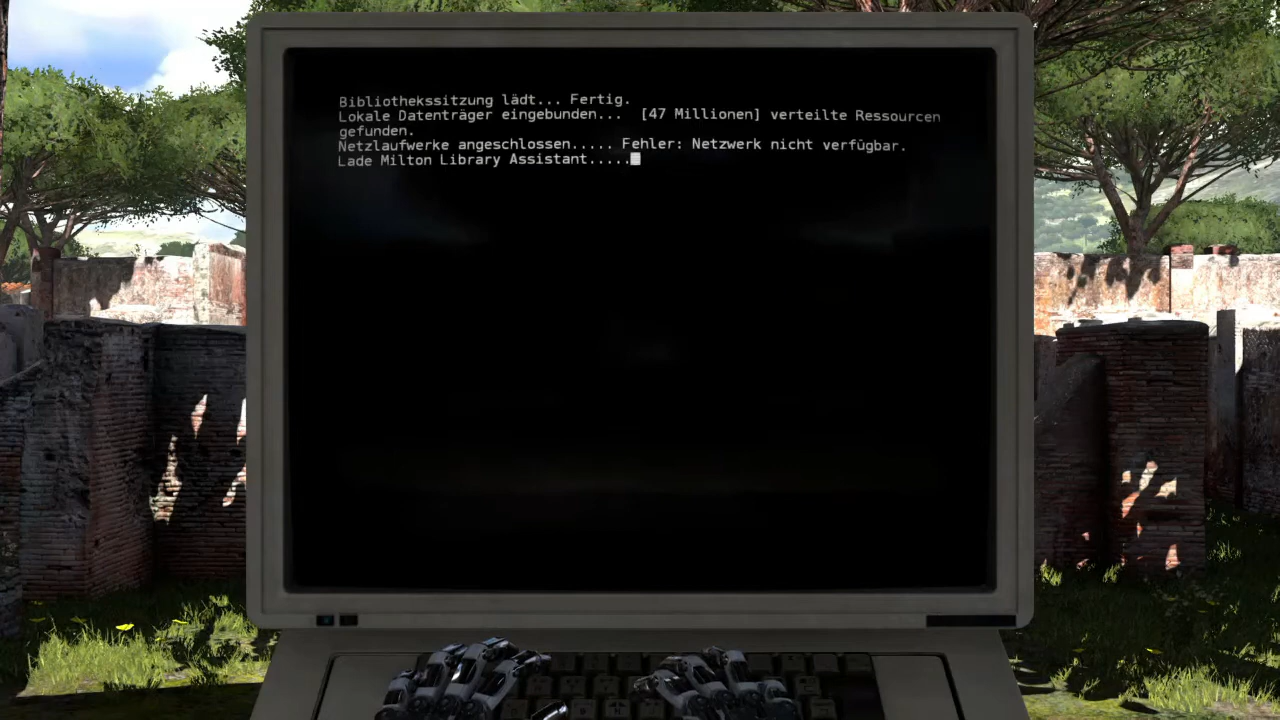 Bibliothekssitzung lädt... Fertig.
Lokale Datenträger eingebunden...  [47 Millionen] verteilte Ressourcen
gefunden.
Netzlaufwerke angeschlossen..... Fehler: Netzwerk nicht verfügbar.
Lade Milton Library Assistant.....